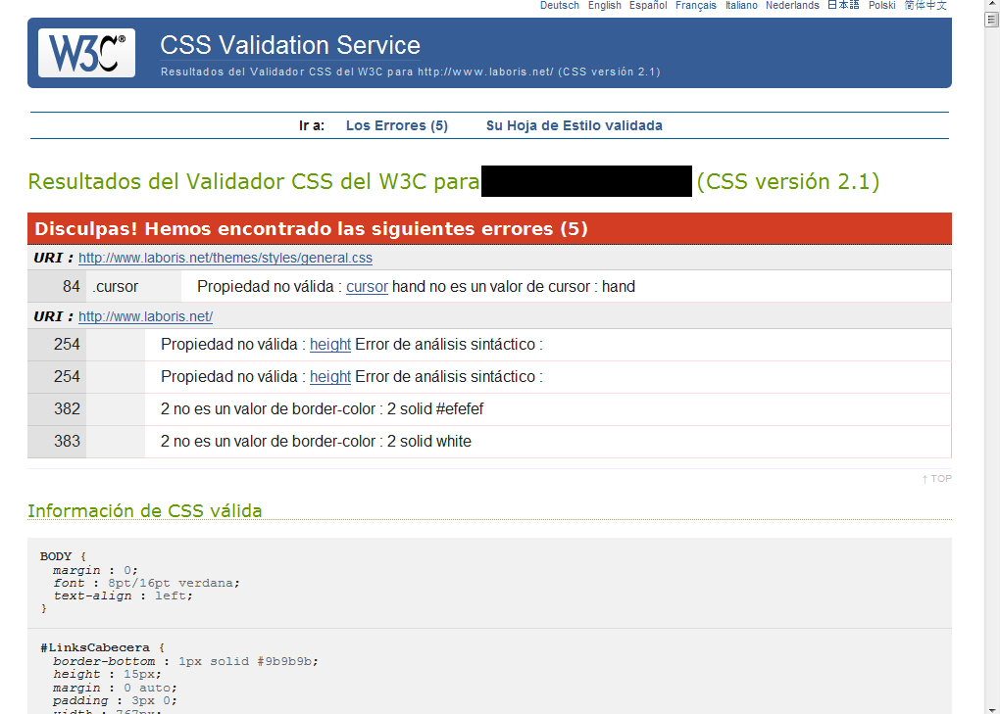 Deutsch English Español Français Italiano Nederlands 日本語 Polski 简体中文
W3C® CSS Validation Service
Resultados del Validador CSS del W3C para http://www.laboris.net/ (CSS versión 2.1)
Ir a: Los Errores (5) Su Hoja de Estilo validada
Resultados del Validador CSS del W3C para (CSS versión 2.1)
Disculpas! Hemos encontrado las siguientes errores (5)
URI : http://www.laboris.net/themes/styles/general.css
84 .cursor Propiedad no válida : cursor hand no es un valor de cursor : hand
URI : http://www.laboris.net/
254 Propiedad no válida : height Error de análisis sintáctico :
254 Propiedad no válida : height Error de análisis sintáctico :
382 2 no es un valor de border-color : 2 solid #efefef
383 2 no es un valor de border-color : 2 solid white
↑ TOP
Información de CSS válida
BODY {
margin : 0;
font : 8pt/16pt verdana;
text-align : left;
}
#LinksCabecera {
border-bottom : 1px solid #9b9b9b;
height : 15px;
margin : 0 auto;
padding : 3px 0;
width : 767px;